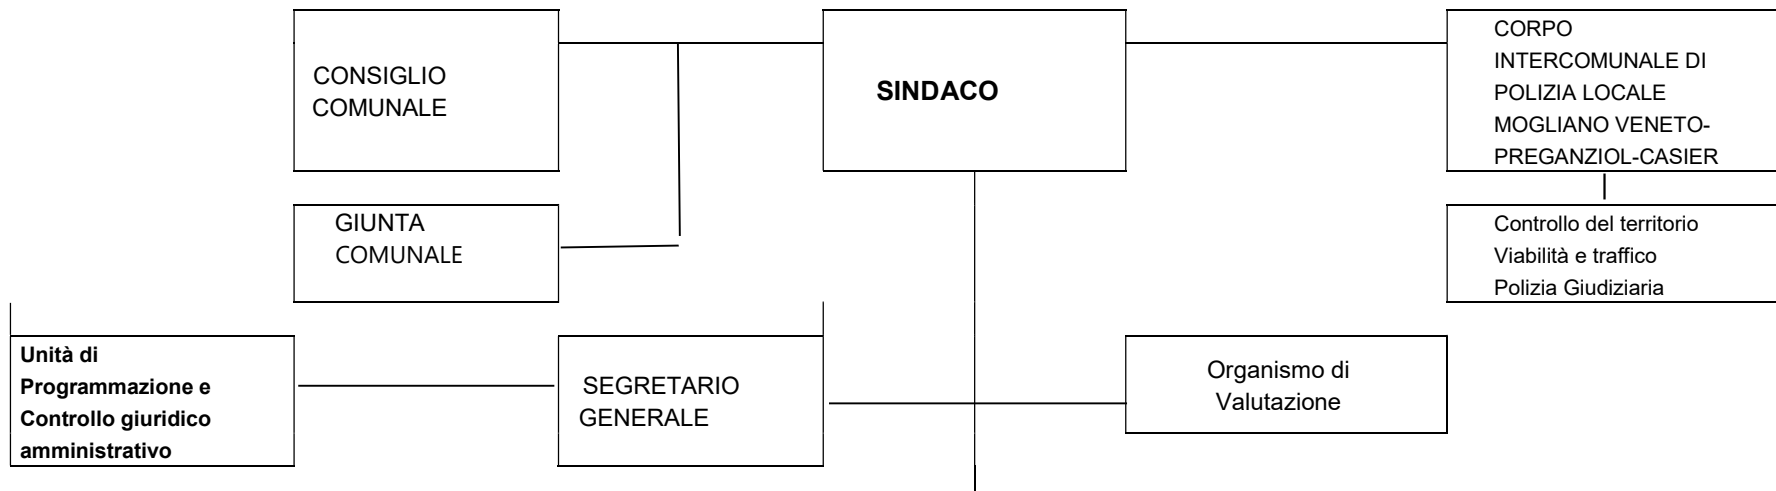 CONSIGLIO
COMUNALE
SINDACO
CORPO
INTERCOMUNALE DI
POLIZIA LOCALE
MOGLIANO VENETO-
PREGANZIOL-CASIER
GIUNTA
COMUNALE
Controllo del territorio
Viabilità e traffico
Polizia Giudiziaria
Unità di
Programmazione e
Controllo giuridico
amministrativo
SEGRETARIO
GENERALE
Organismo di
Valutazione